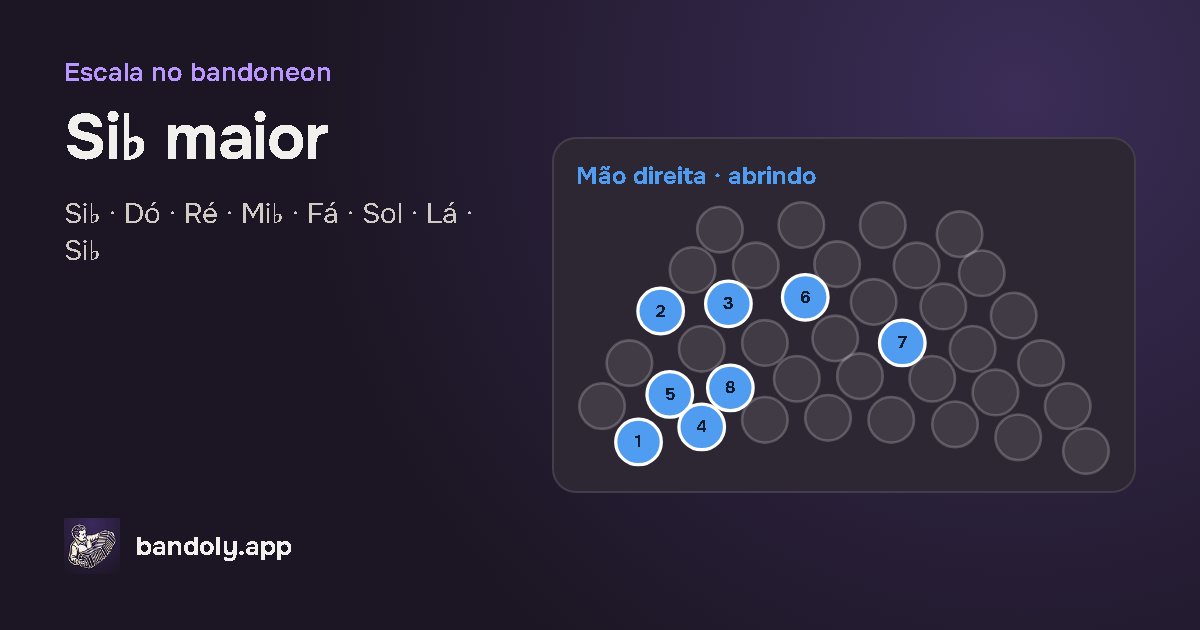 Escala no bandoneon
Si♭ maior
Si♭ · Dó · Ré · Mi♭ · Fá · Sol · Lá ·
Si♭
Mão direita · abrindo
2
3
6
7
5
8
4
1
bandoly.app